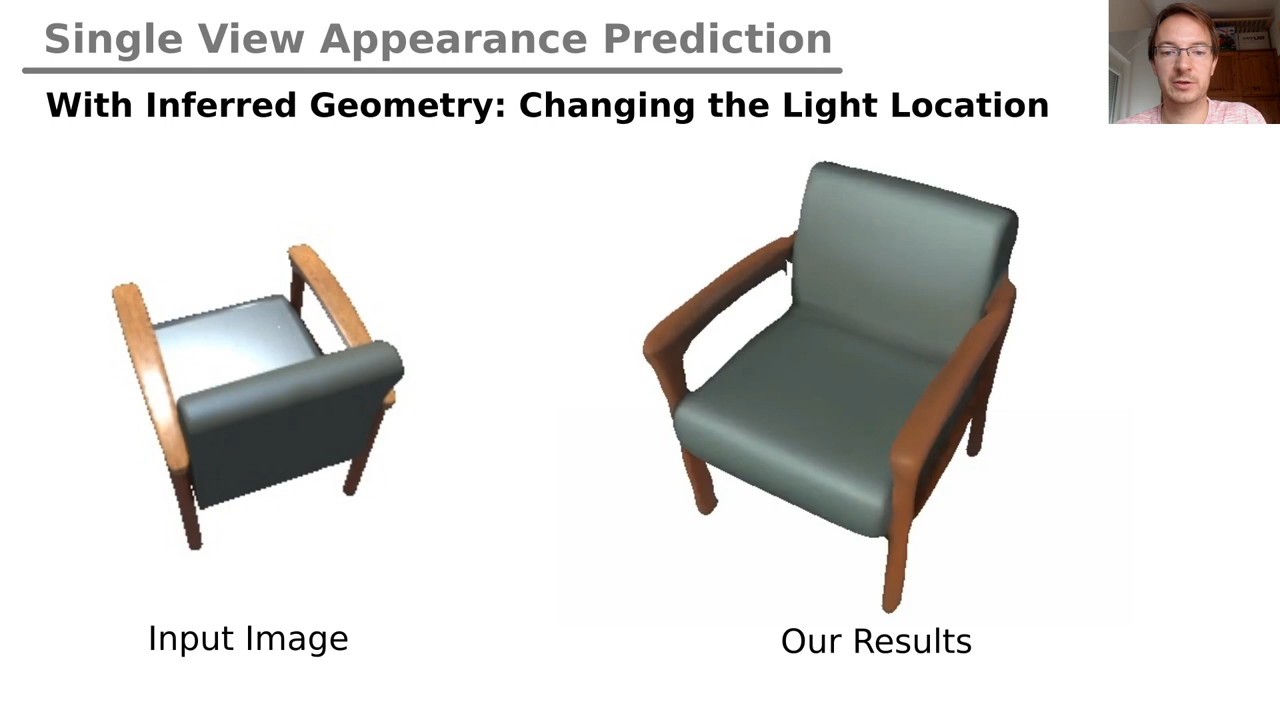 Single View Appearance Prediction
With Inferred Geometry: Changing the Light Location
Input Image
Our Results